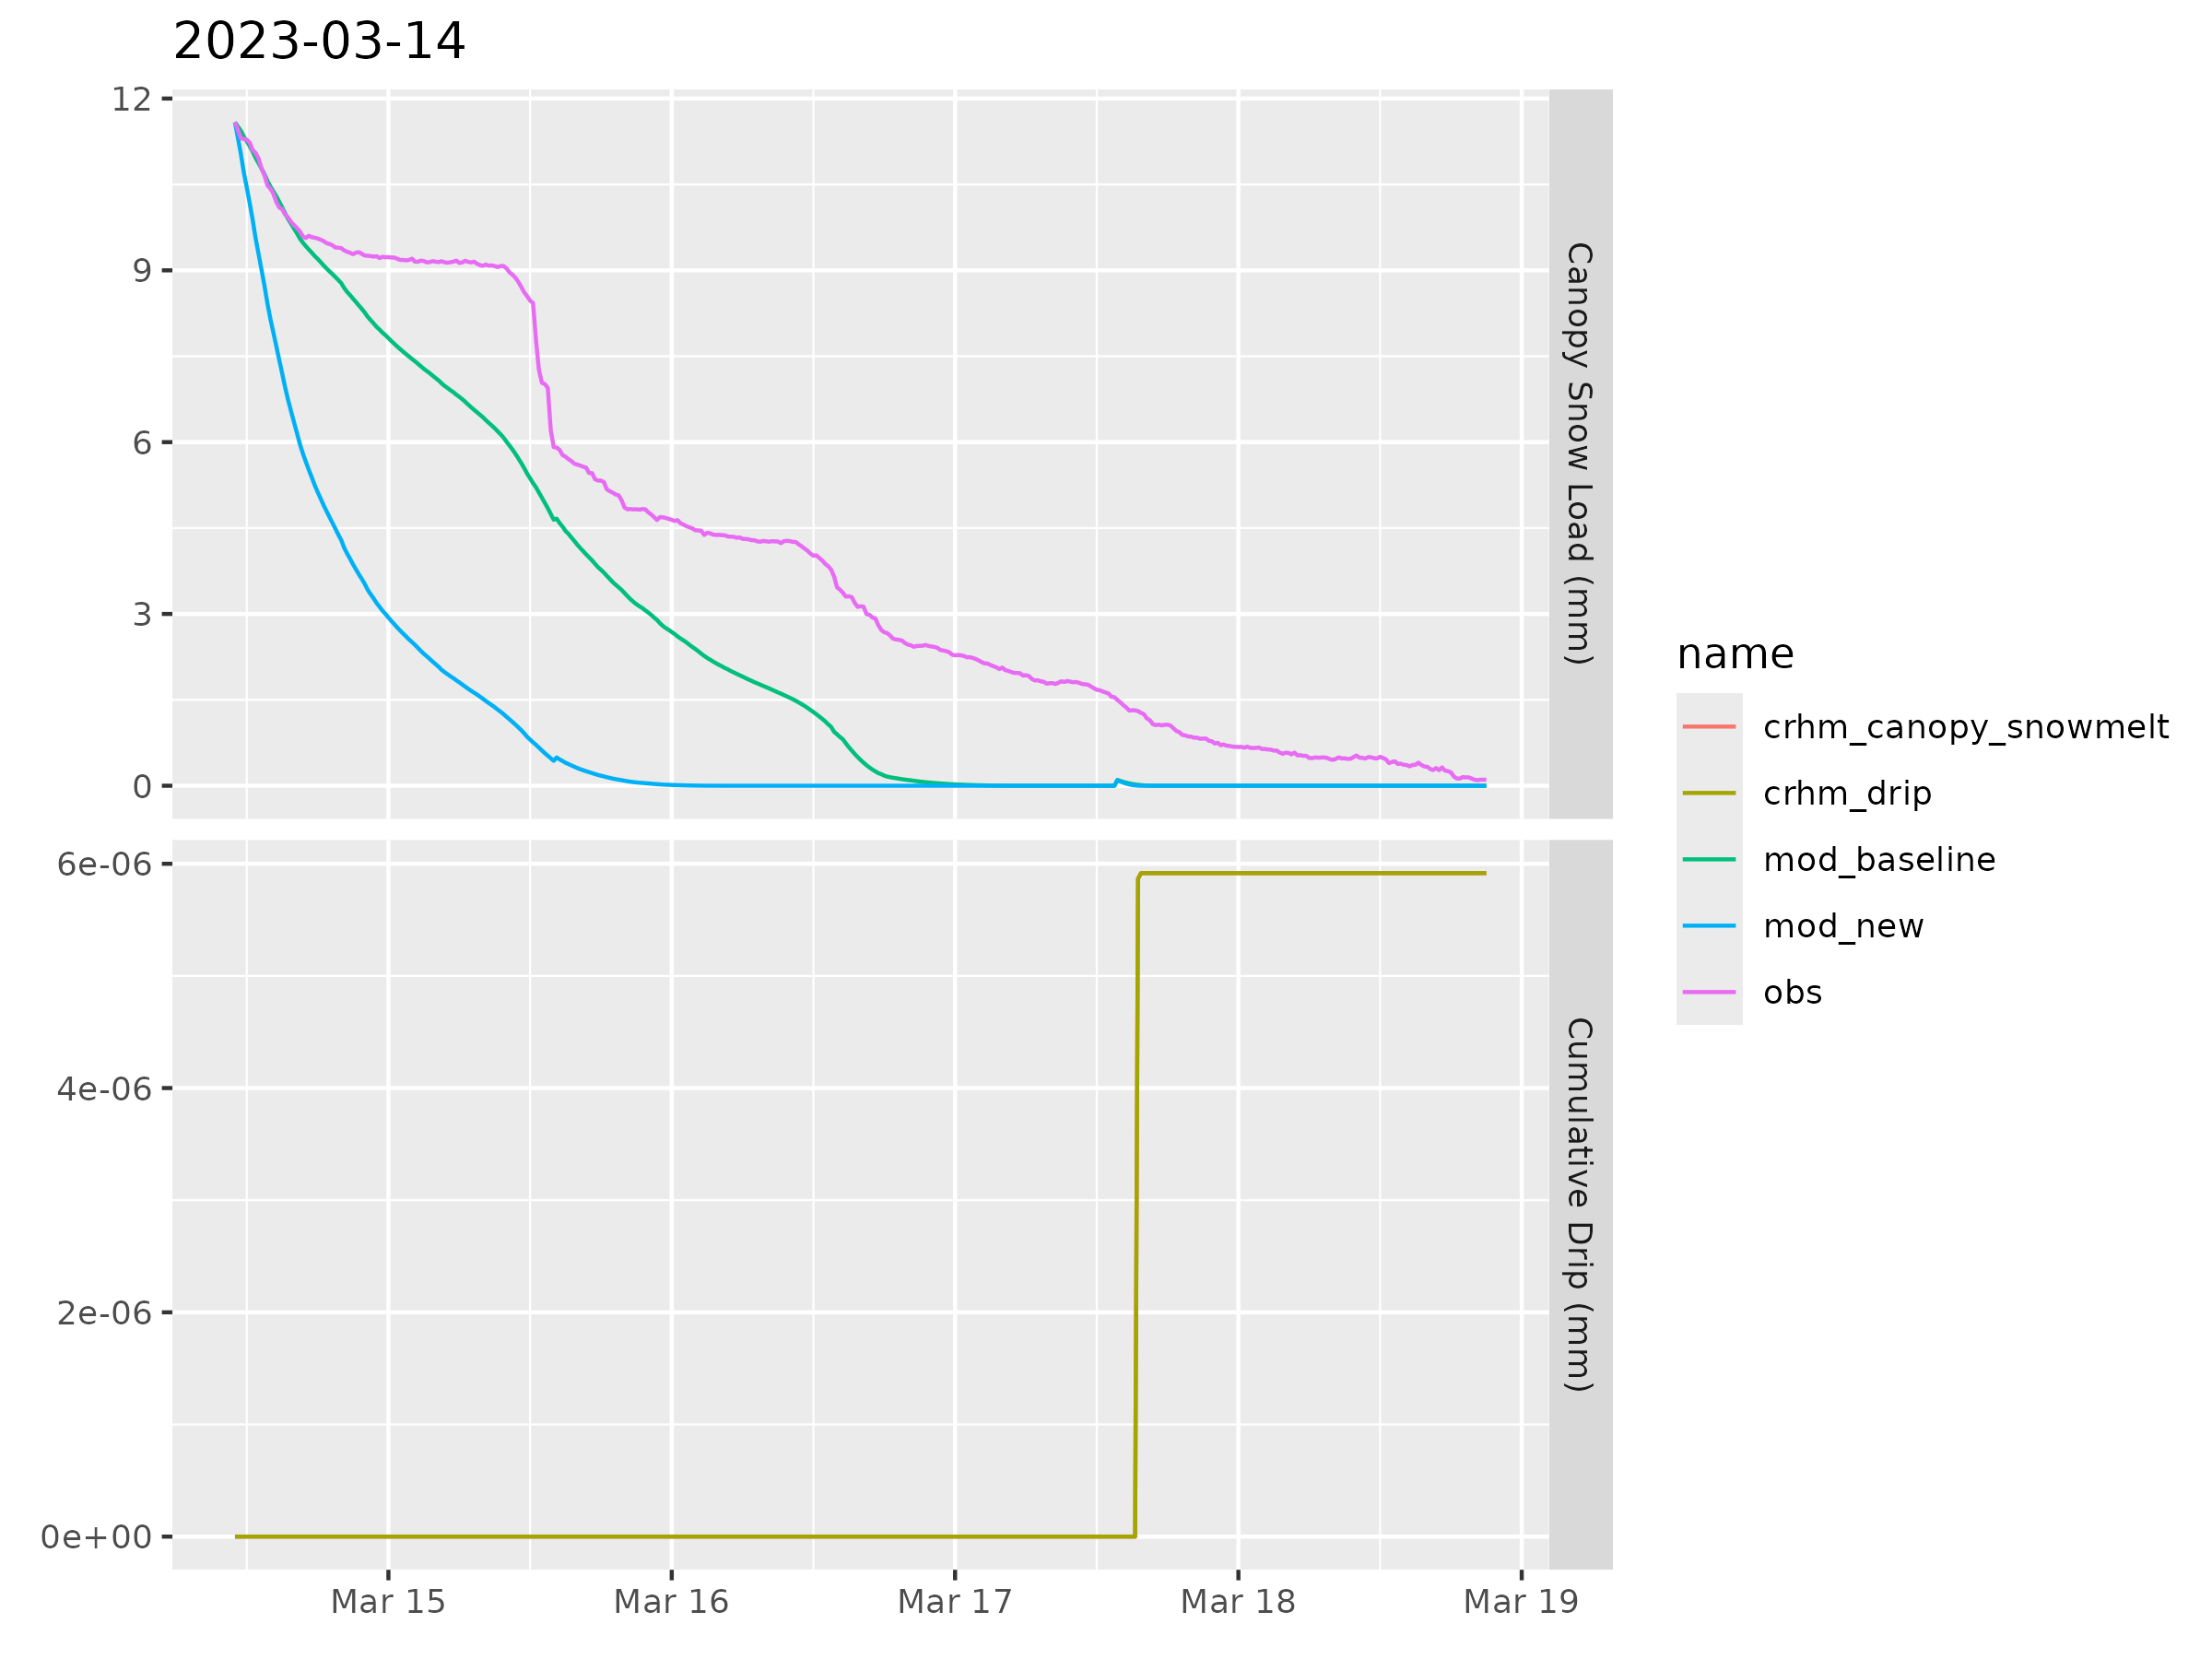 2023-03-14
12
9
6
3
0
Canopy Snow Load (mm)
6e-06
4e-06
2e-06
0e+00
Cumulative Drip (mm)
Mar 15
Mar 16
Mar 17
Mar 18
Mar 19
name
crhm_canopy_snowmelt
crhm_drip
mod_baseline
mod_new
obs